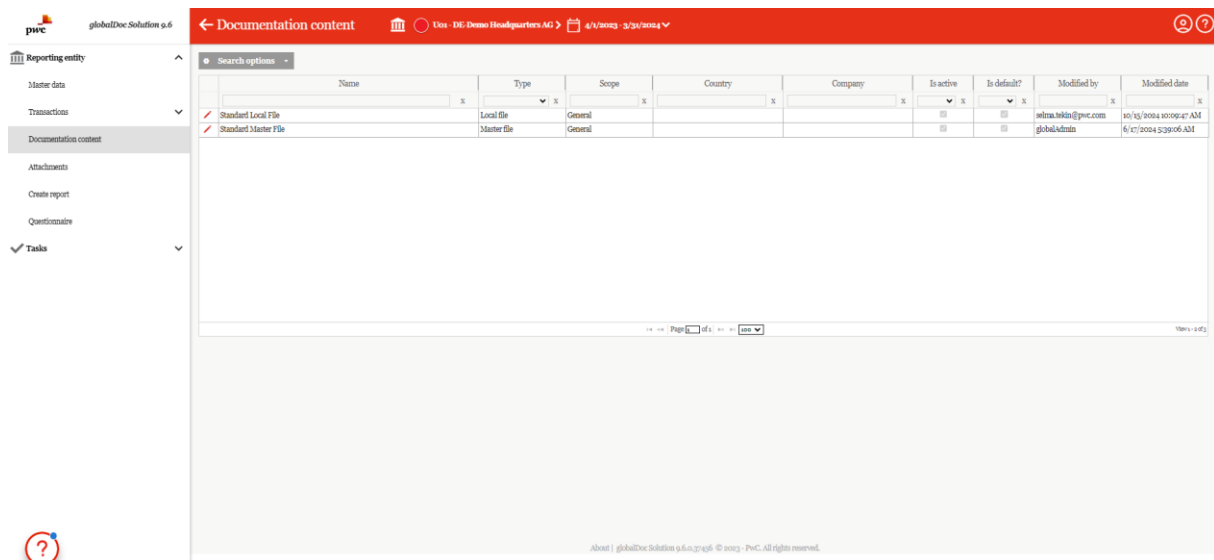 pwc
globalDoc Solution 9.6
Documentation content
U01 - DE-Demo Headquarters AG
4/1/2023 - 3/31/2024
Reporting entity
Master data
Transactions
Documentation content
Attachments
Create report
Questionnaire
Tasks
Search options
Name Type Scope Country Company Is active Is default? Modified by Modified date
x x x x x x x x x
Standard Local File Local file General selma.tekin@pwc.com 10/15/2024 10:09:47 AM
Standard Master File Master file General globalAdmin 6/17/2024 5:39:06 AM
Page 1 of 1 100
View 1 - 2 of
About | globalDoc Solution 9.6.0.37456 © 2023 - PwC. All rights reserved.